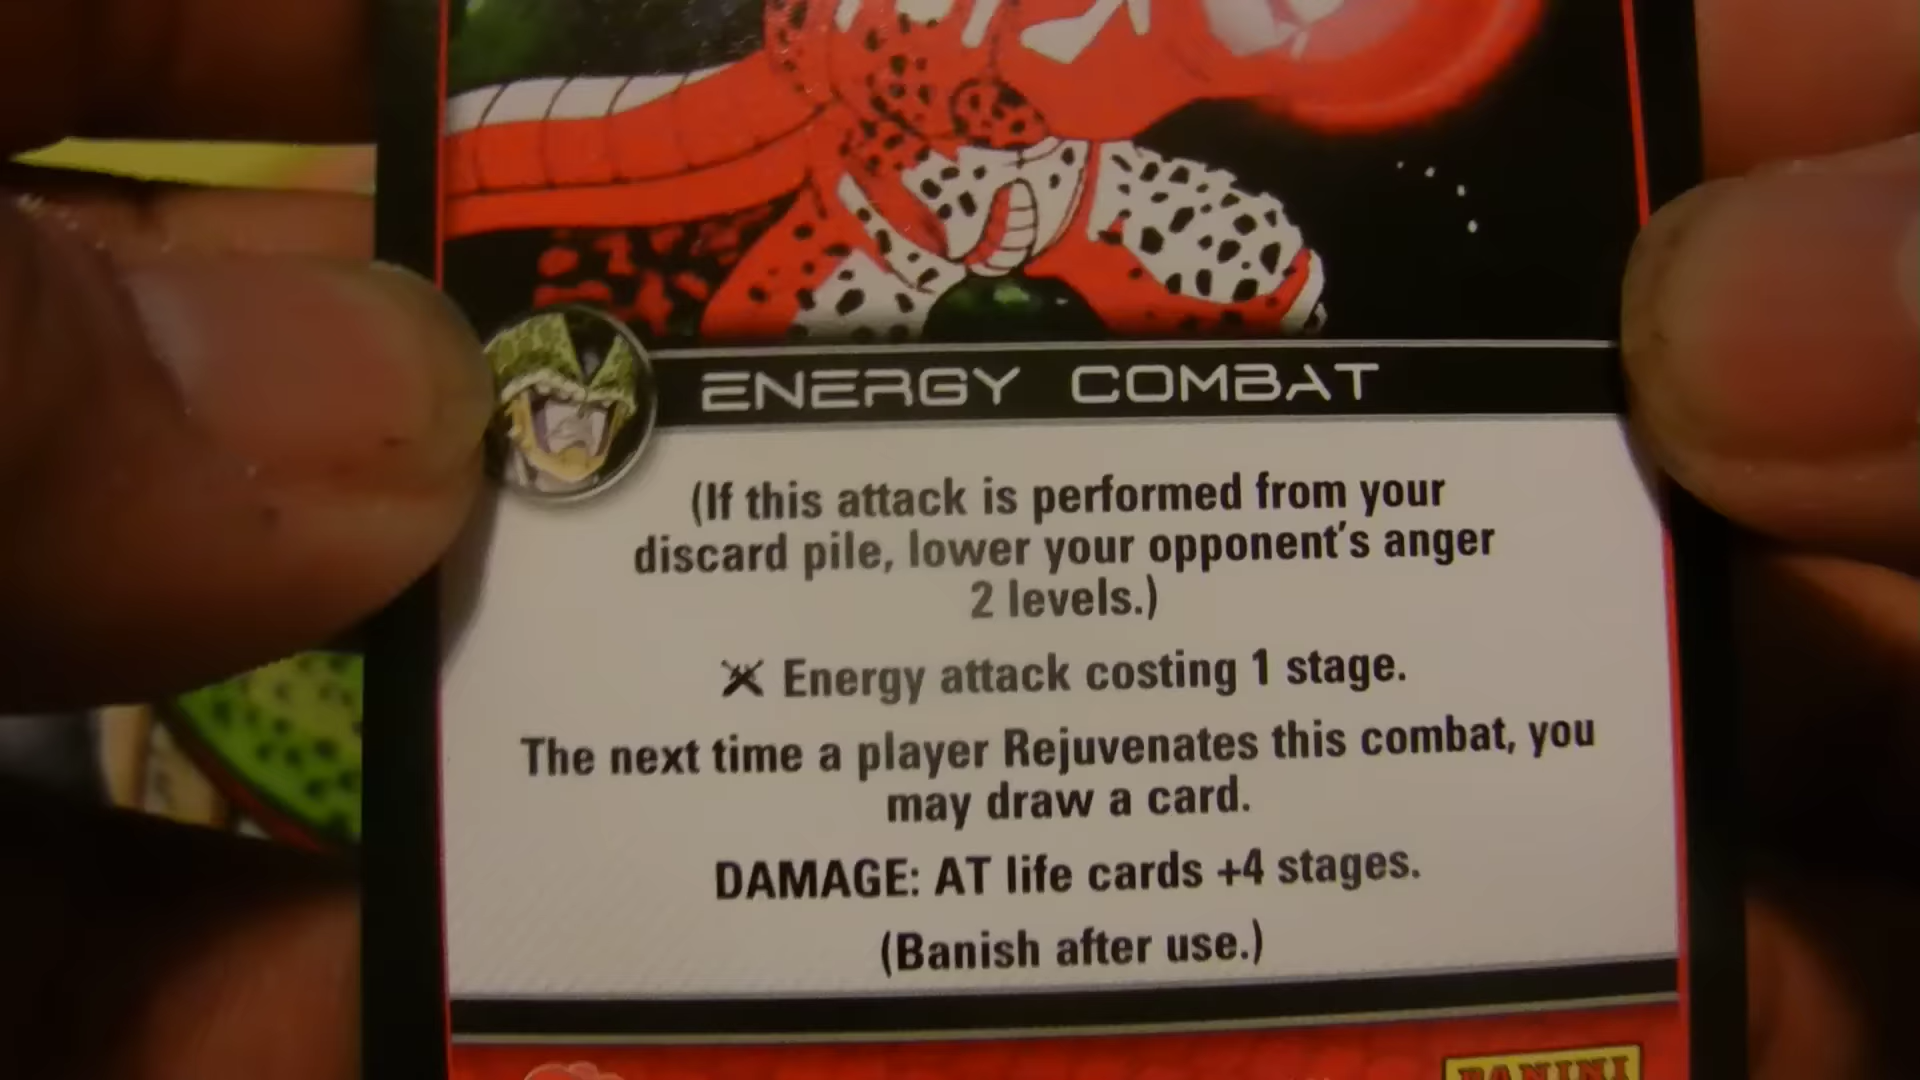 ENERGY COMBAT
(If this attack is performed from your
discard pile, lower your opponent's anger
2 levels.)
Energy attack costing 1 stage.
The next time a player Rejuvenates this combat, you
may draw a card.
DAMAGE: AT life cards +4 stages.
(Banish after use.)
PANINI